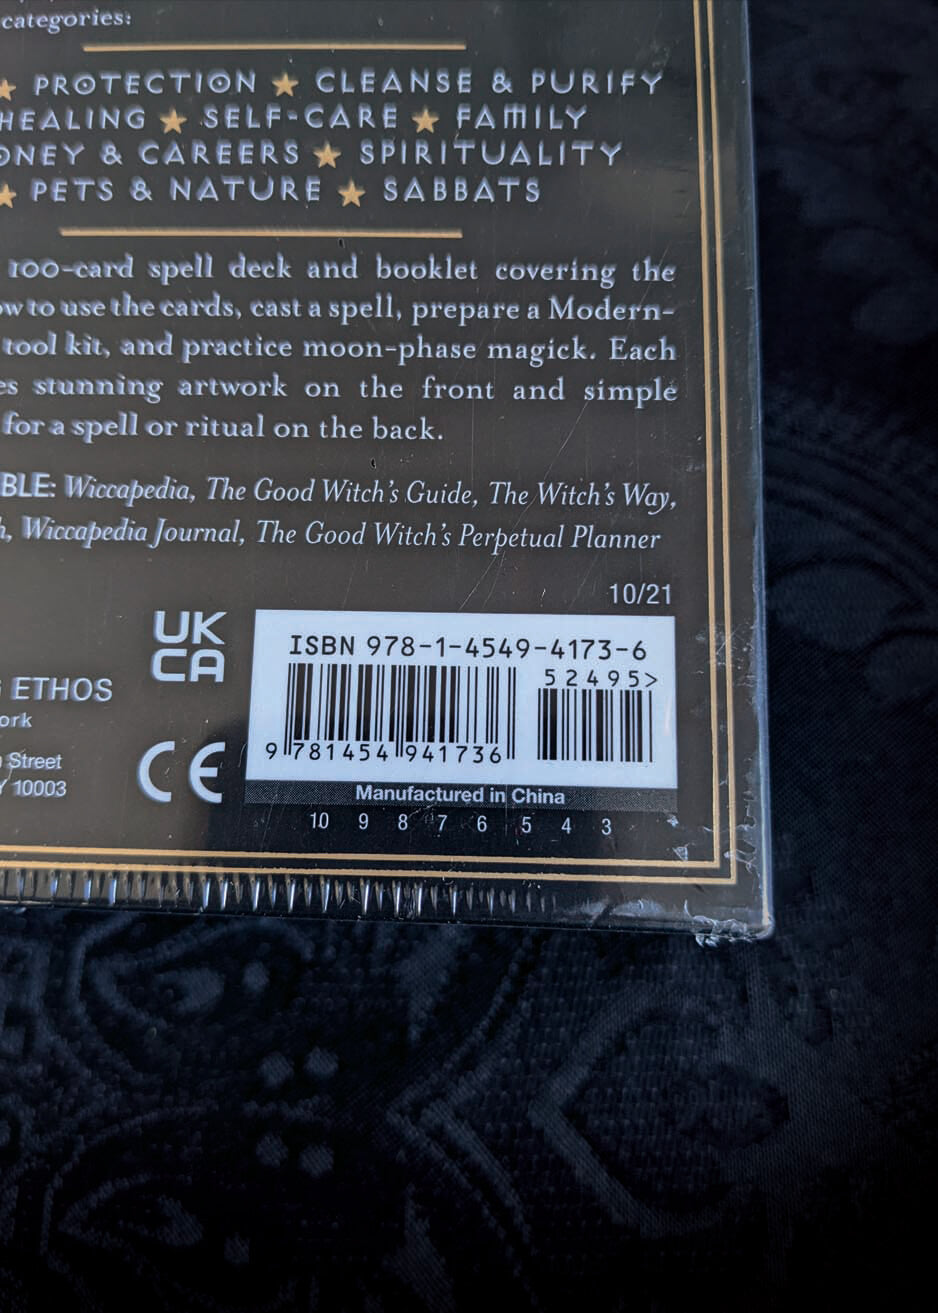 categories:
★ PROTECTION ★ CLEANSE & PURIFY
HEALING ★ SELF-CARE ★ FAMILY
ONEY & CAREERS ★ SPIRITUALITY
★ PETS & NATURE ★ SABBATS
100-card spell deck and booklet covering the
ow to use the cards, cast a spell, prepare a Modern-
tool kit, and practice moon-phase magick. Each
es stunning artwork on the front and simple
for a spell or ritual on the back.
BLE: Wiccapedia, The Good Witch's Guide, The Witch's Way,
h, Wiccapedia Journal, The Good Witch's Perpetual Planner
10/21
UK
CA
ISBN 978-1-4549-4173-6
52495>
9 781454 941736
G ETHOS
ork
Street
Y 10003
CE
Manufactured in China
10 9 8 7 6 5 4 3